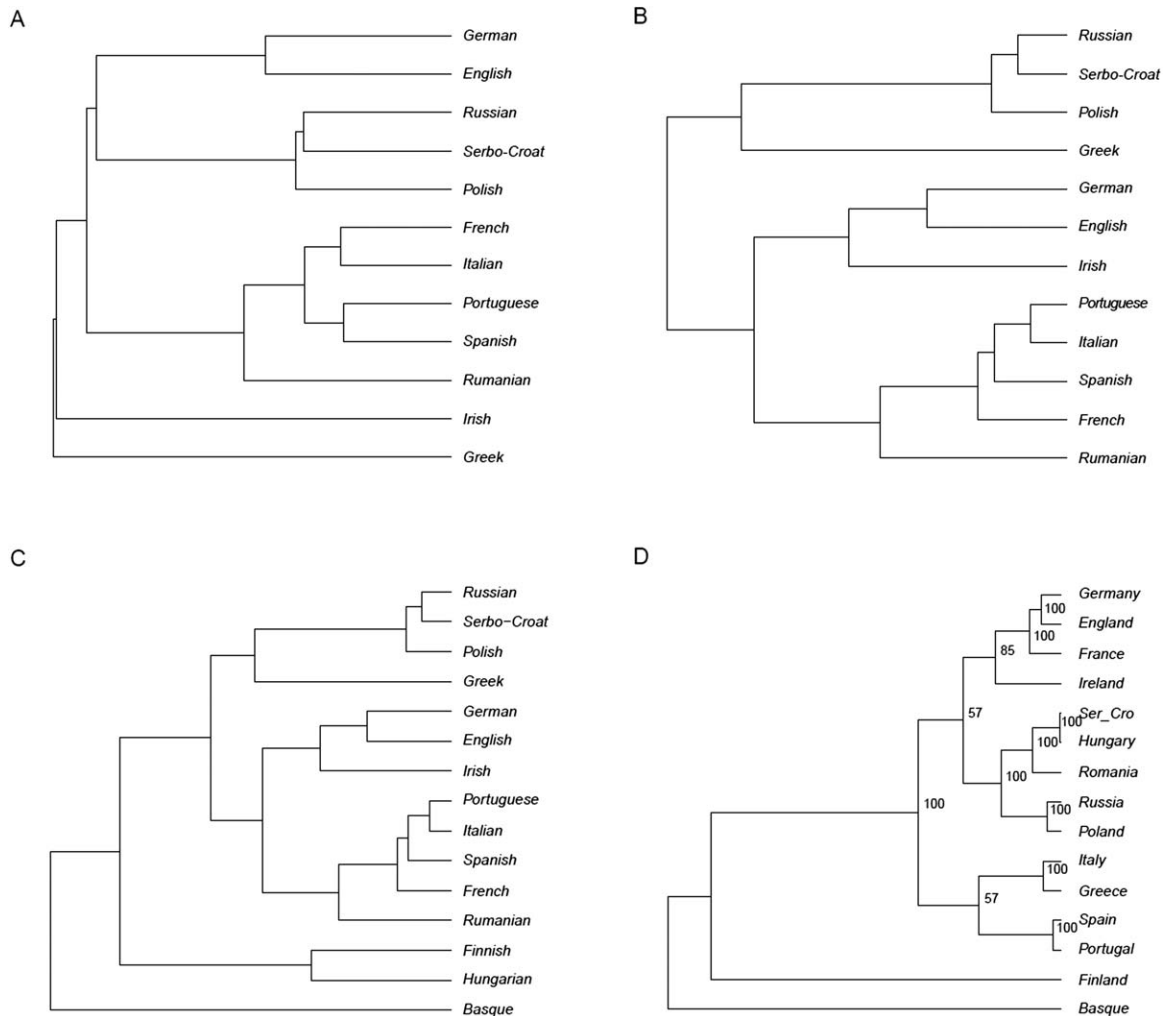 A
German
English
Russian
Serbo-Croat
Polish
French
Italian
Portuguese
Spanish
Rumanian
Irish
Greek
B
Russian
Serbo-Croat
Polish
Greek
German
English
Irish
Portuguese
Italian
Spanish
French
Rumanian
C
Russian
Serbo−Croat
Polish
Greek
German
English
Irish
Portuguese
Italian
Spanish
French
Rumanian
Finnish
Hungarian
Basque
D
Germany
100
England
100
France
85
Ireland
57
Ser_Cro
100
Hungary
100
Romania
100
Russia
100
100
Poland
Italy
100
Greece
57
Spain
100
Portugal
Finland
Basque